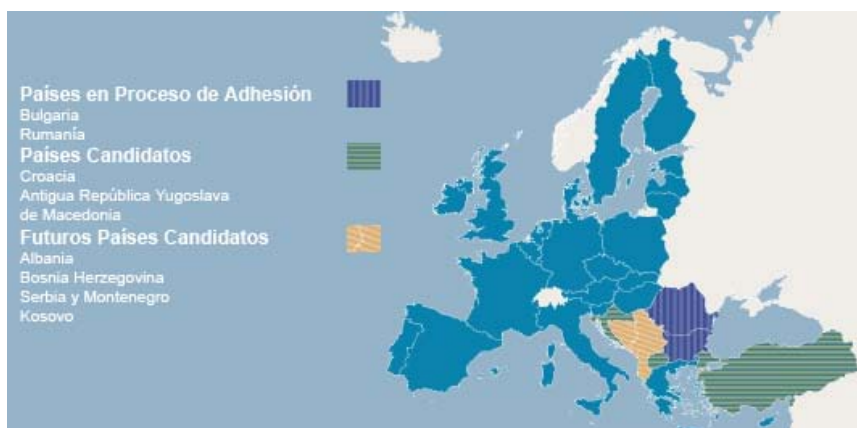 Países en Proceso de Adhesión
Bulgaria
Rumanía
Países Candidatos
Croacia
Antigua República Yugoslava
de Macedonia
Futuros Países Candidatos
Albania
Bosnia Herzegovina
Serbia y Montenegro
Kosovo